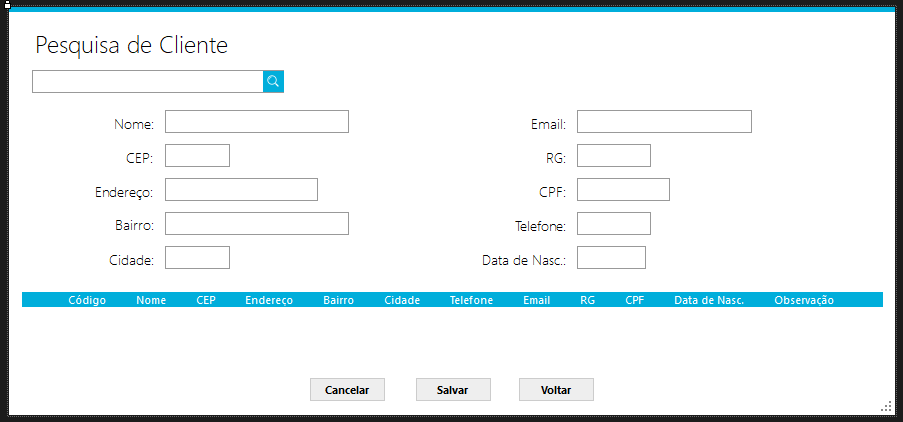 Pesquisa de Cliente
Nome: Email:
CEP: RG:
Endereço: CPF:
Bairro: Telefone:
Cidade: Data de Nasc.:
Código Nome CEP Endereço Bairro Cidade Telefone Email RG CPF Data de Nasc. Observação
Cancelar Salvar Voltar